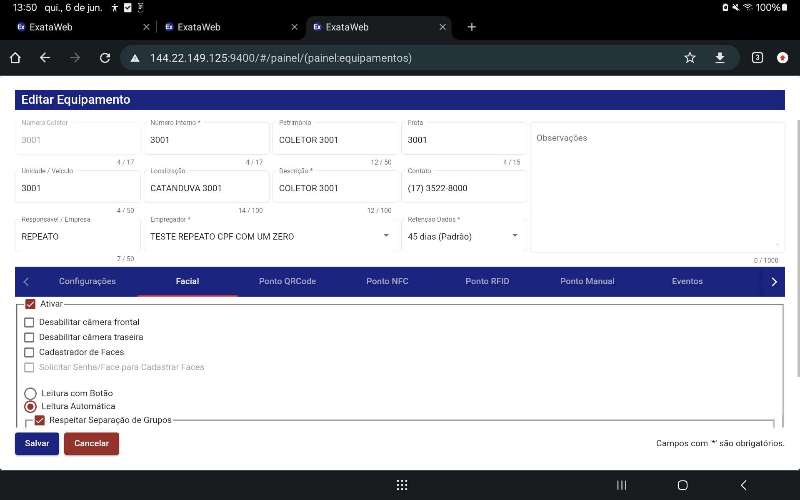 13:50 qui., 6 de jun. 100%
ExataWeb ExataWeb ExataWeb
144.22.149.125:9400/#/painel/(painel:equipamentos) 3
Editar Equipamento
Número Coletor Número Interno * Patrimônio Frota
3001 3001 COLETOR 3001 3001 Observações
4 / 17 4 / 17 12 / 50 4 / 15
Unidade / Veículo Localização Descrição * Contato
3001 CATANDUVA 3001 COLETOR 3001 (17) 3522-8000
4 / 50 14 / 100 12 / 100
Responsável / Empresa Empregador * Retenção Dados *
REPEATO TESTE REPEATO CPF COM UM ZERO 45 dias (Padrão)
7 / 50 0 / 1000
Configurações Facial Ponto QRCode Ponto NFC Ponto RFID Ponto Manual Eventos
Ativar
Desabilitar câmera frontal
Desabilitar câmera traseira
Cadastrador de Faces
Solicitar Senha/Face para Cadastrar Faces
Leitura com Botão
Leitura Automática
Respeitar Separação de Grupos
Salvar Cancelar Campos com '*' são obrigatórios.